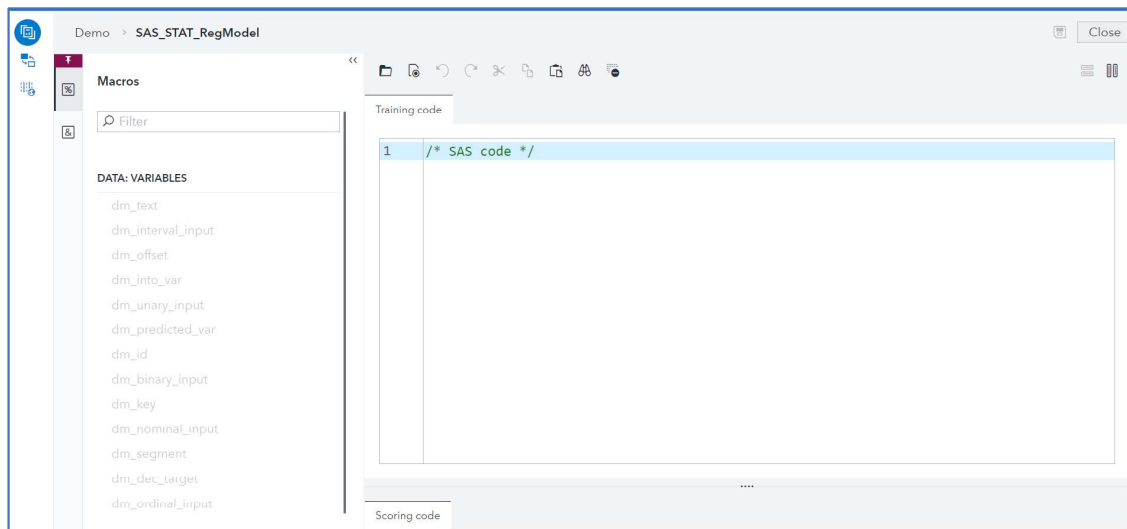 Demo > SAS_STAT_RegModel
Close
Macros
Filter
DATA: VARIABLES
dm_text
dm_interval_input
dm_offset
dm_into_var
dm_unary_input
dm_predicted_var
dm_id
dm_binary_input
dm_key
dm_nominal_input
dm_segment
dm_dec_target
dm_ordinal_input
Training code
1 /* SAS code */
Scoring code